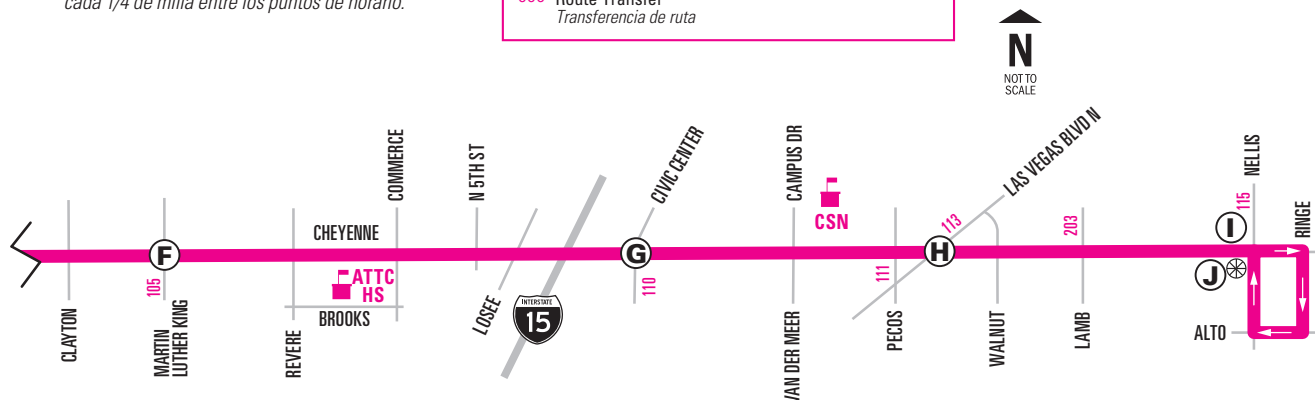 cada 1/4 de milla entre los puntos de horario.
Route Transfer
Transferencia de ruta
N
NOT TO
SCALE
CLAYTON
F
105
MARTIN
LUTHER KING
REVERE
CHEYENNE
ATTC
HS
BROOKS
COMMERCE
N 5TH ST
LOSEE
INTERSTATE
15
CIVIC CENTER
G
110
CAMPUS DR
VAN DER MEER
CSN
111
PECOS
H
113
LAS VEGAS BLVD N
WALNUT
203
LAMB
NELLIS
115
I
J
RINGE
ALTO